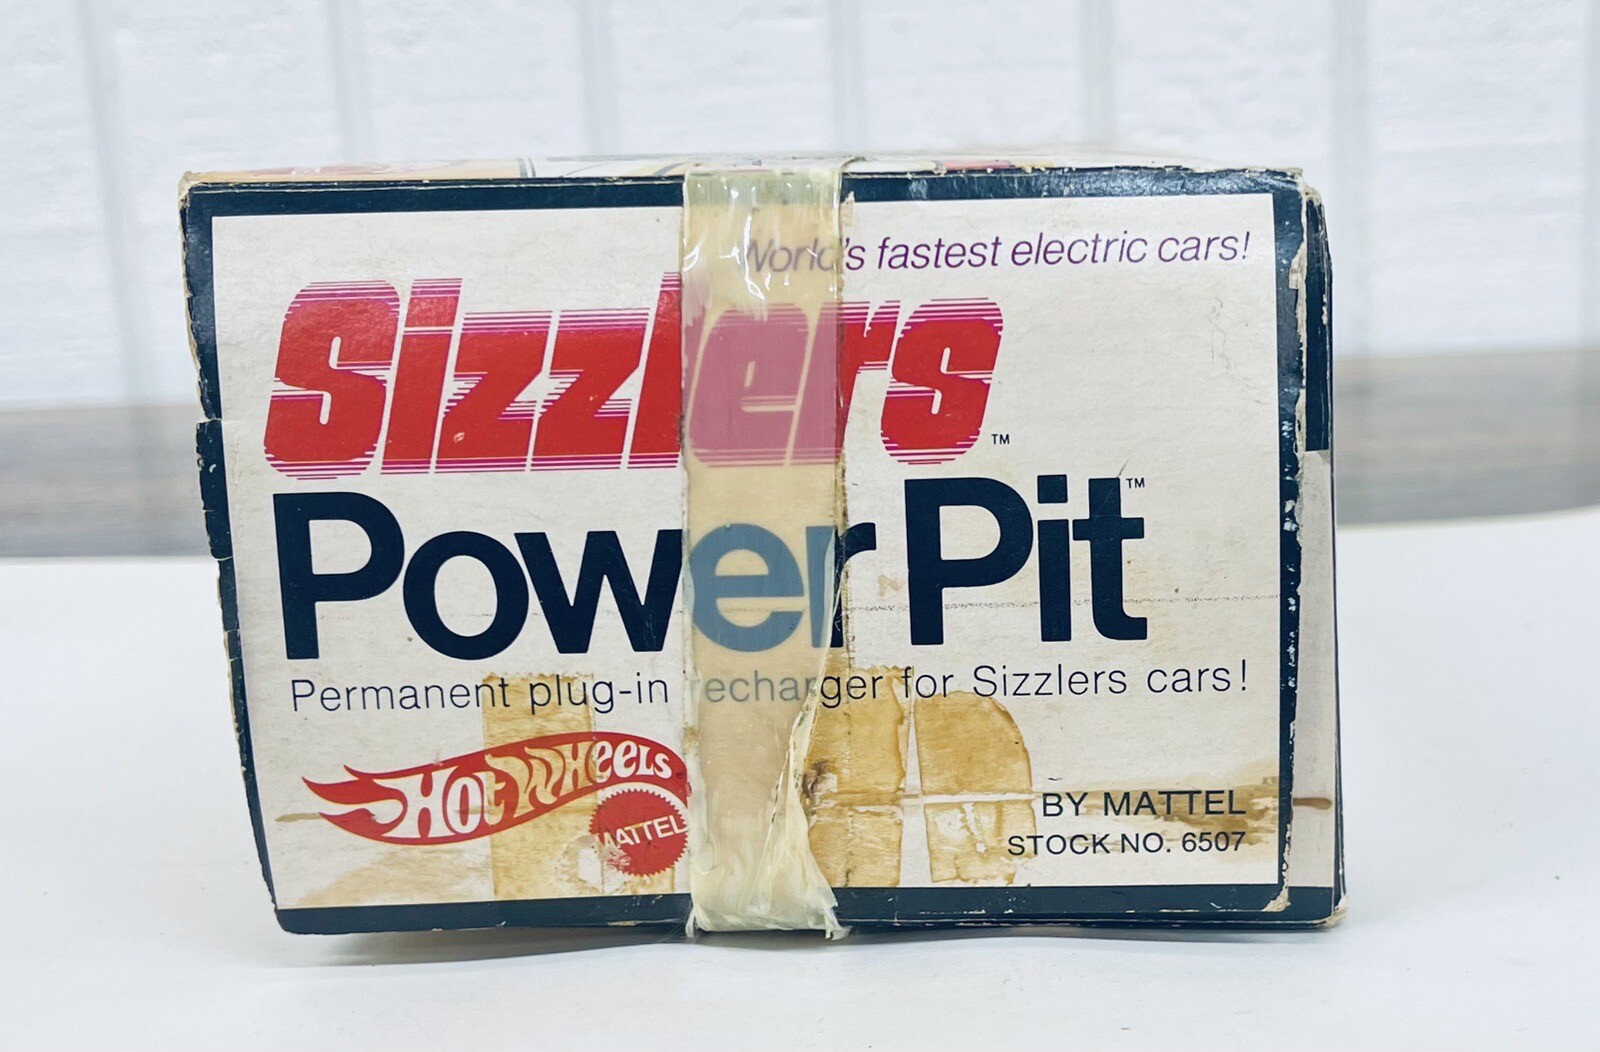 World's fastest electric cars!
Sizzlers™
Power Pit™
Permanent plug-in recharger for Sizzlers cars!
HOT WHEELS
MATTEL
BY MATTEL
STOCK NO. 6507